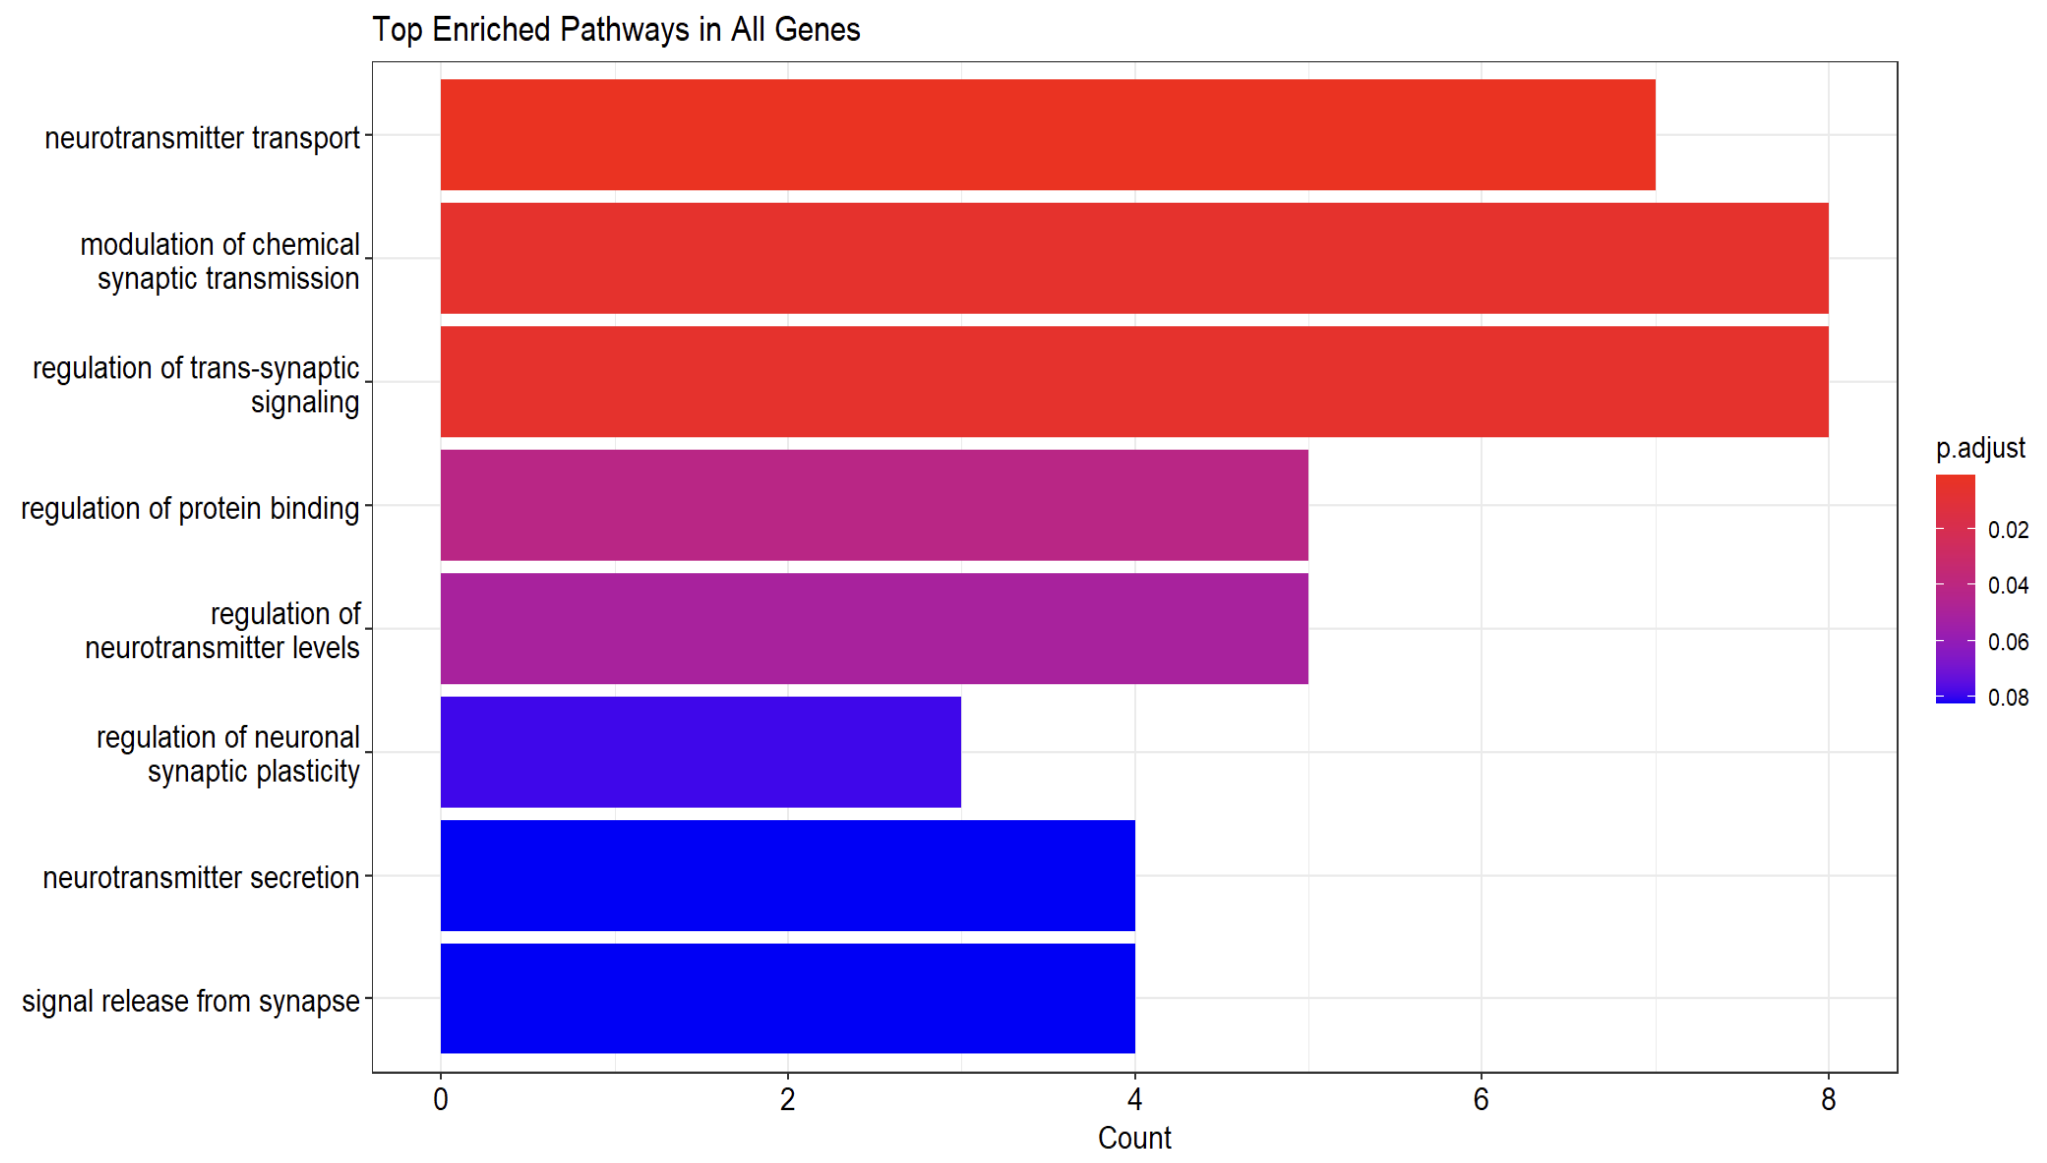 Top Enriched Pathways in All Genes
neurotransmitter transport
modulation of chemical
synaptic transmission
regulation of trans-synaptic
signaling
regulation of protein binding
regulation of
neurotransmitter levels
regulation of neuronal
synaptic plasticity
neurotransmitter secretion
signal release from synapse
0 2 4 6 8
Count
p.adjust
0.02
0.04
0.06
0.08